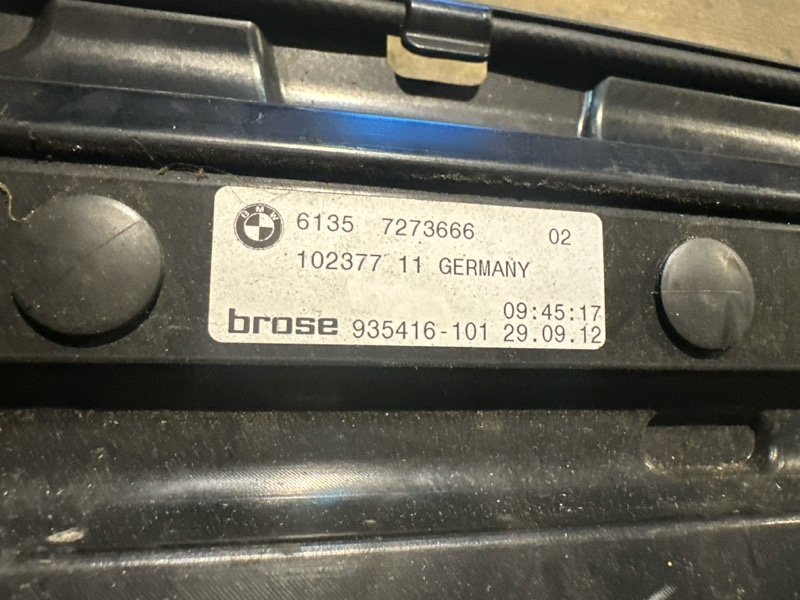 BMW 6135 7273666 02
102377 11 GERMANY
09:45:17
brose 935416-101 29.09.12